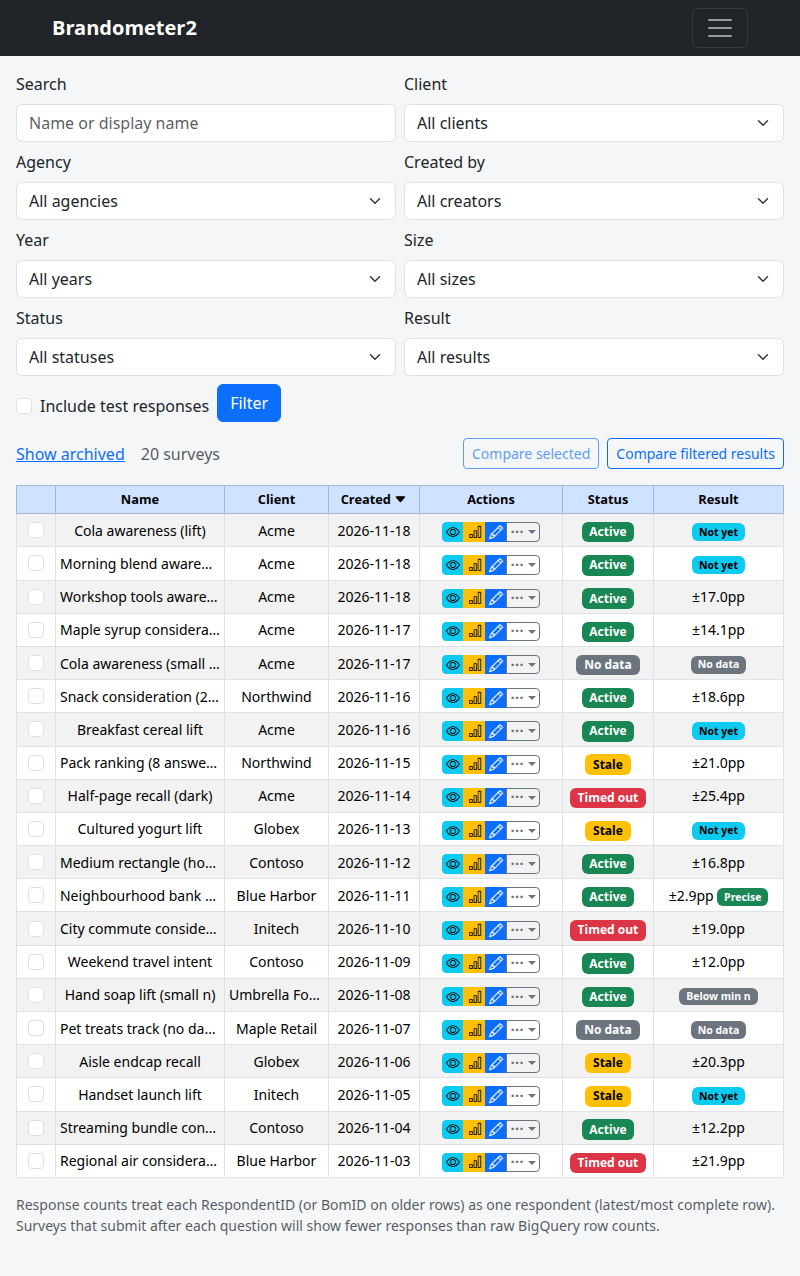 Brandometer2
Search
Client
Name or display name
All clients
Agency
Created by
All agencies
All creators
Year
Size
All years
All sizes
Status
Result
All statuses
All results
Include test responses
Filter
Show archived
20 surveys
Compare selected
Compare filtered results
Name Client Created Actions Status Result
Cola awareness (lift) Acme 2026-11-18 Active Not yet
Morning blend aware... Acme 2026-11-18 Active Not yet
Workshop tools aware... Acme 2026-11-18 Active ±17.0pp
Maple syrup considera... Acme 2026-11-17 Active ±14.1pp
Cola awareness (small ... Acme 2026-11-17 No data No data
Snack consideration (2... Northwind 2026-11-16 Active ±18.6pp
Breakfast cereal lift Acme 2026-11-16 Active Not yet
Pack ranking (8 answe... Northwind 2026-11-15 Stale ±21.0pp
Half-page recall (dark) Acme 2026-11-14 Timed out ±25.4pp
Cultured yogurt lift Globex 2026-11-13 Stale Not yet
Medium rectangle (ho... Contoso 2026-11-12 Active ±16.8pp
Neighbourhood bank ... Blue Harbor 2026-11-11 Active ±2.9pp Precise
City commute conside... Initech 2026-11-10 Timed out ±19.0pp
Weekend travel intent Contoso 2026-11-09 Active ±12.0pp
Hand soap lift (small n) Umbrella Fo... 2026-11-08 Active Below min n
Pet treats track (no da... Maple Retail 2026-11-07 No data No data
Aisle endcap recall Globex 2026-11-06 Stale ±20.3pp
Handset launch lift Initech 2026-11-05 Stale Not yet
Streaming bundle con... Contoso 2026-11-04 Active ±12.2pp
Regional air considera... Blue Harbor 2026-11-03 Timed out ±21.9pp
Response counts treat each RespondentID (or BomID on older rows) as one respondent (latest/most complete row).
Surveys that submit after each question will show fewer responses than raw BigQuery row counts.